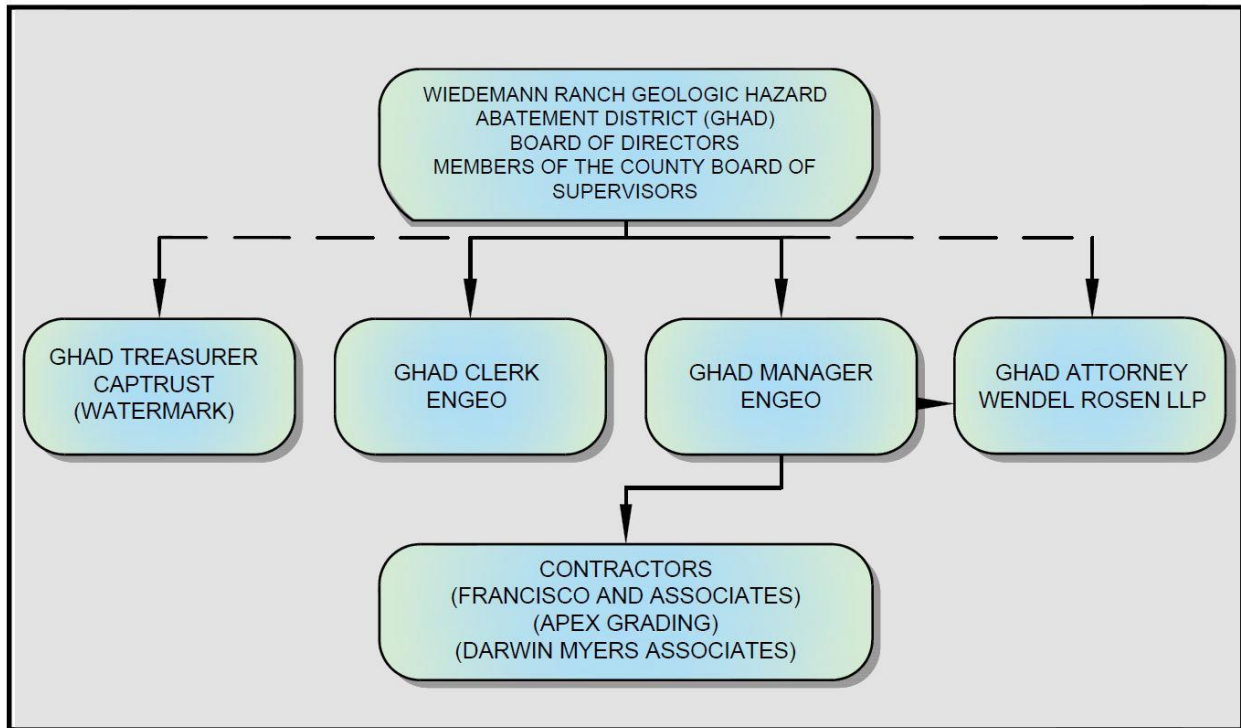 WIEDEMANN RANCH GEOLOGIC HAZARD
ABATEMENT DISTRICT (GHAD)
BOARD OF DIRECTORS
MEMBERS OF THE COUNTY BOARD OF
SUPERVISORS
GHAD TREASURER
CAPTRUST
(WATERMARK)
GHAD CLERK
ENGEO
GHAD MANAGER
ENGEO
GHAD ATTORNEY
WENDEL ROSEN LLP
CONTRACTORS
(FRANCISCO AND ASSOCIATES)
(APEX GRADING)
(DARWIN MYERS ASSOCIATES)